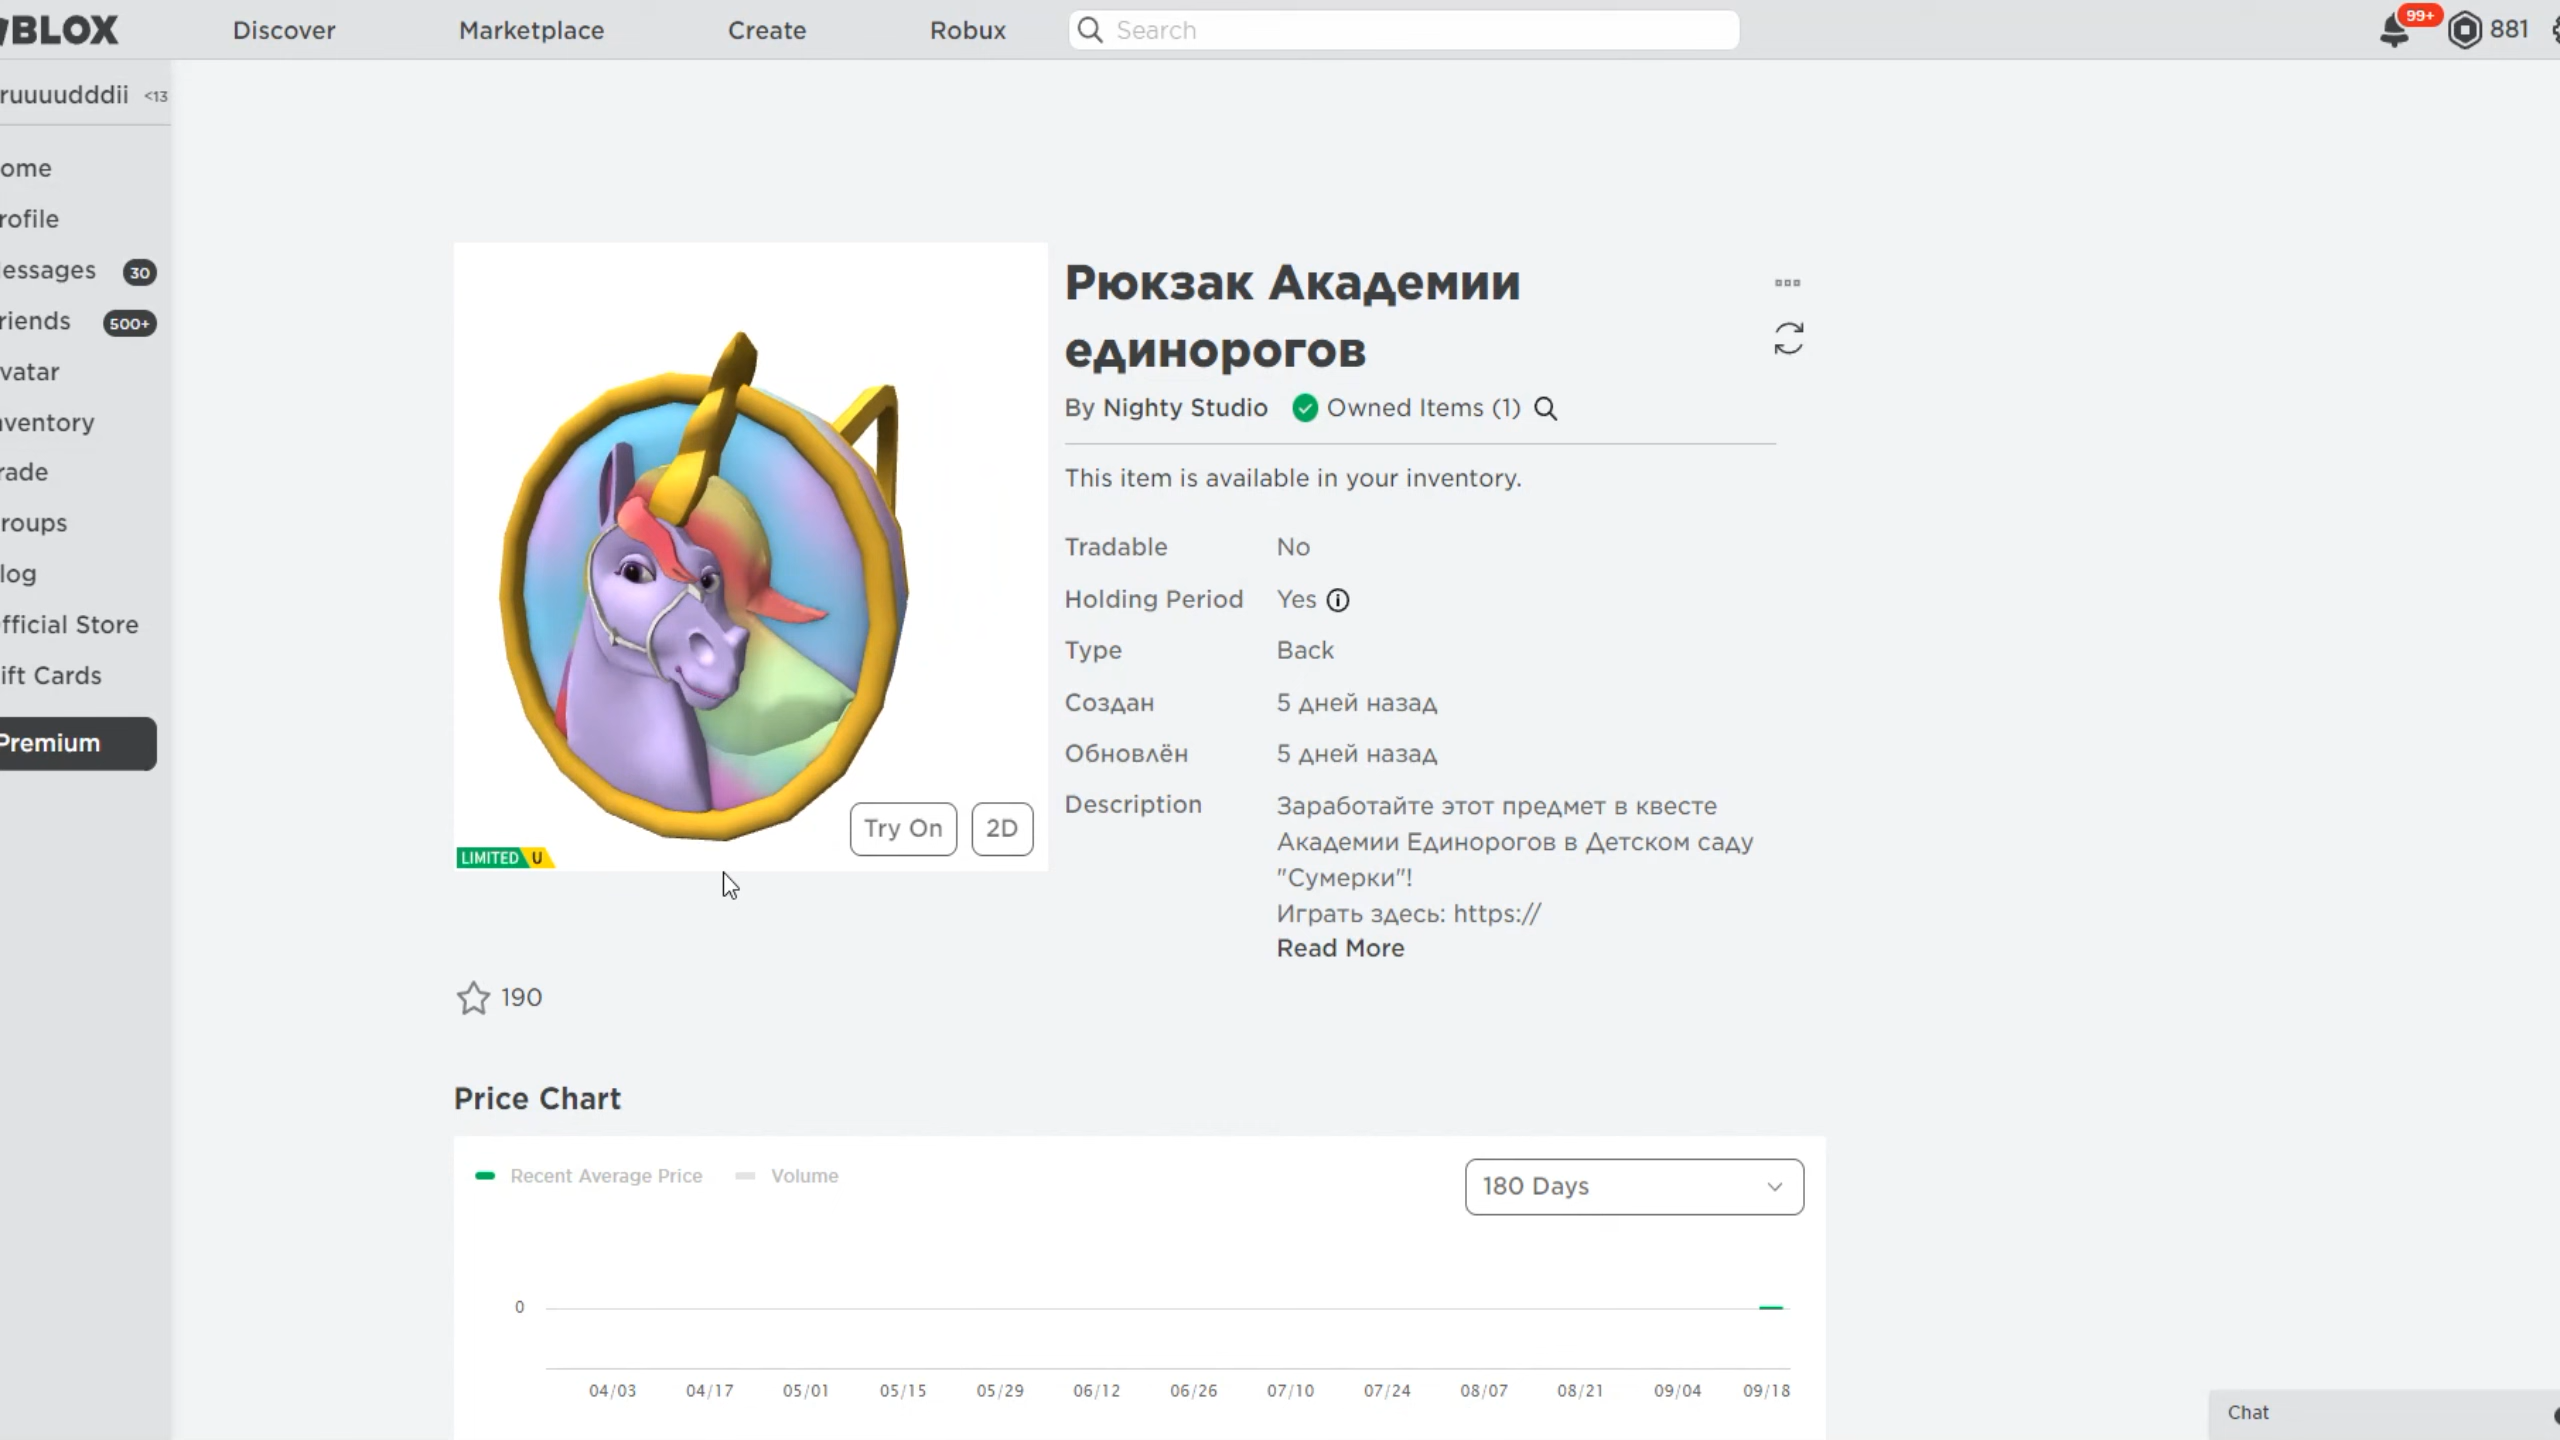 BLOX
Discover
Marketplace
Create
Robux
Search
99+
881
ruuuudddii <13
ome
rofile
essages 30
riends 500+
vatar
nventory
rade
roups
log
fficial Store
ift Cards
Premium
Рюкзак Академии
единорогов
By Nighty Studio Owned Items (1)
This item is available in your inventory.
Tradable No
Holding Period Yes
Type Back
Создан 5 дней назад
Обновлён 5 дней назад
Description Заработайте этот предмет в квесте
Академии Единорогов в Детском саду
"Сумерки"!
Играть здесь: https://
Read More
Try On
2D
LIMITED U
190
Price Chart
Recent Average Price Volume
180 Days
0
04/03 04/17 05/01 05/15 05/29 06/12 06/26 07/10 07/24 08/07 08/21 09/04 09/18
Chat